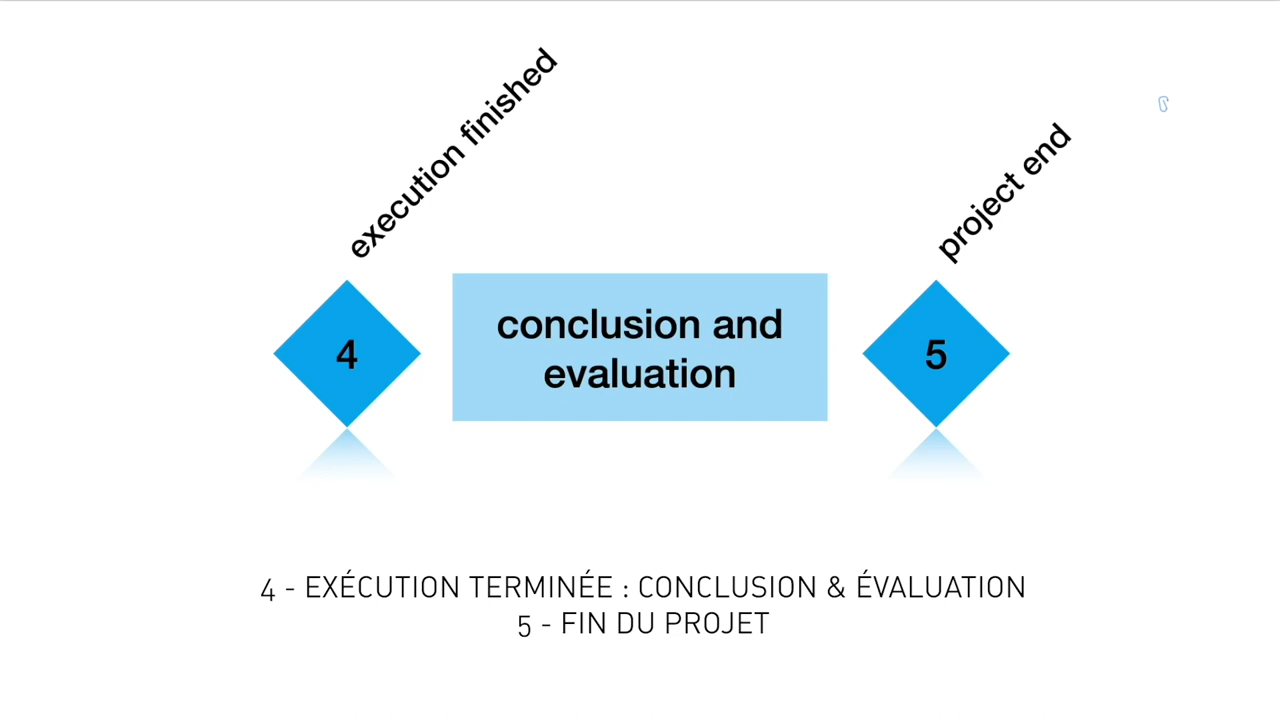 execution finished
project end
4
conclusion and
evaluation
5
4 - EXÉCUTION TERMINÉE : CONCLUSION & ÉVALUATION
5 - FIN DU PROJET